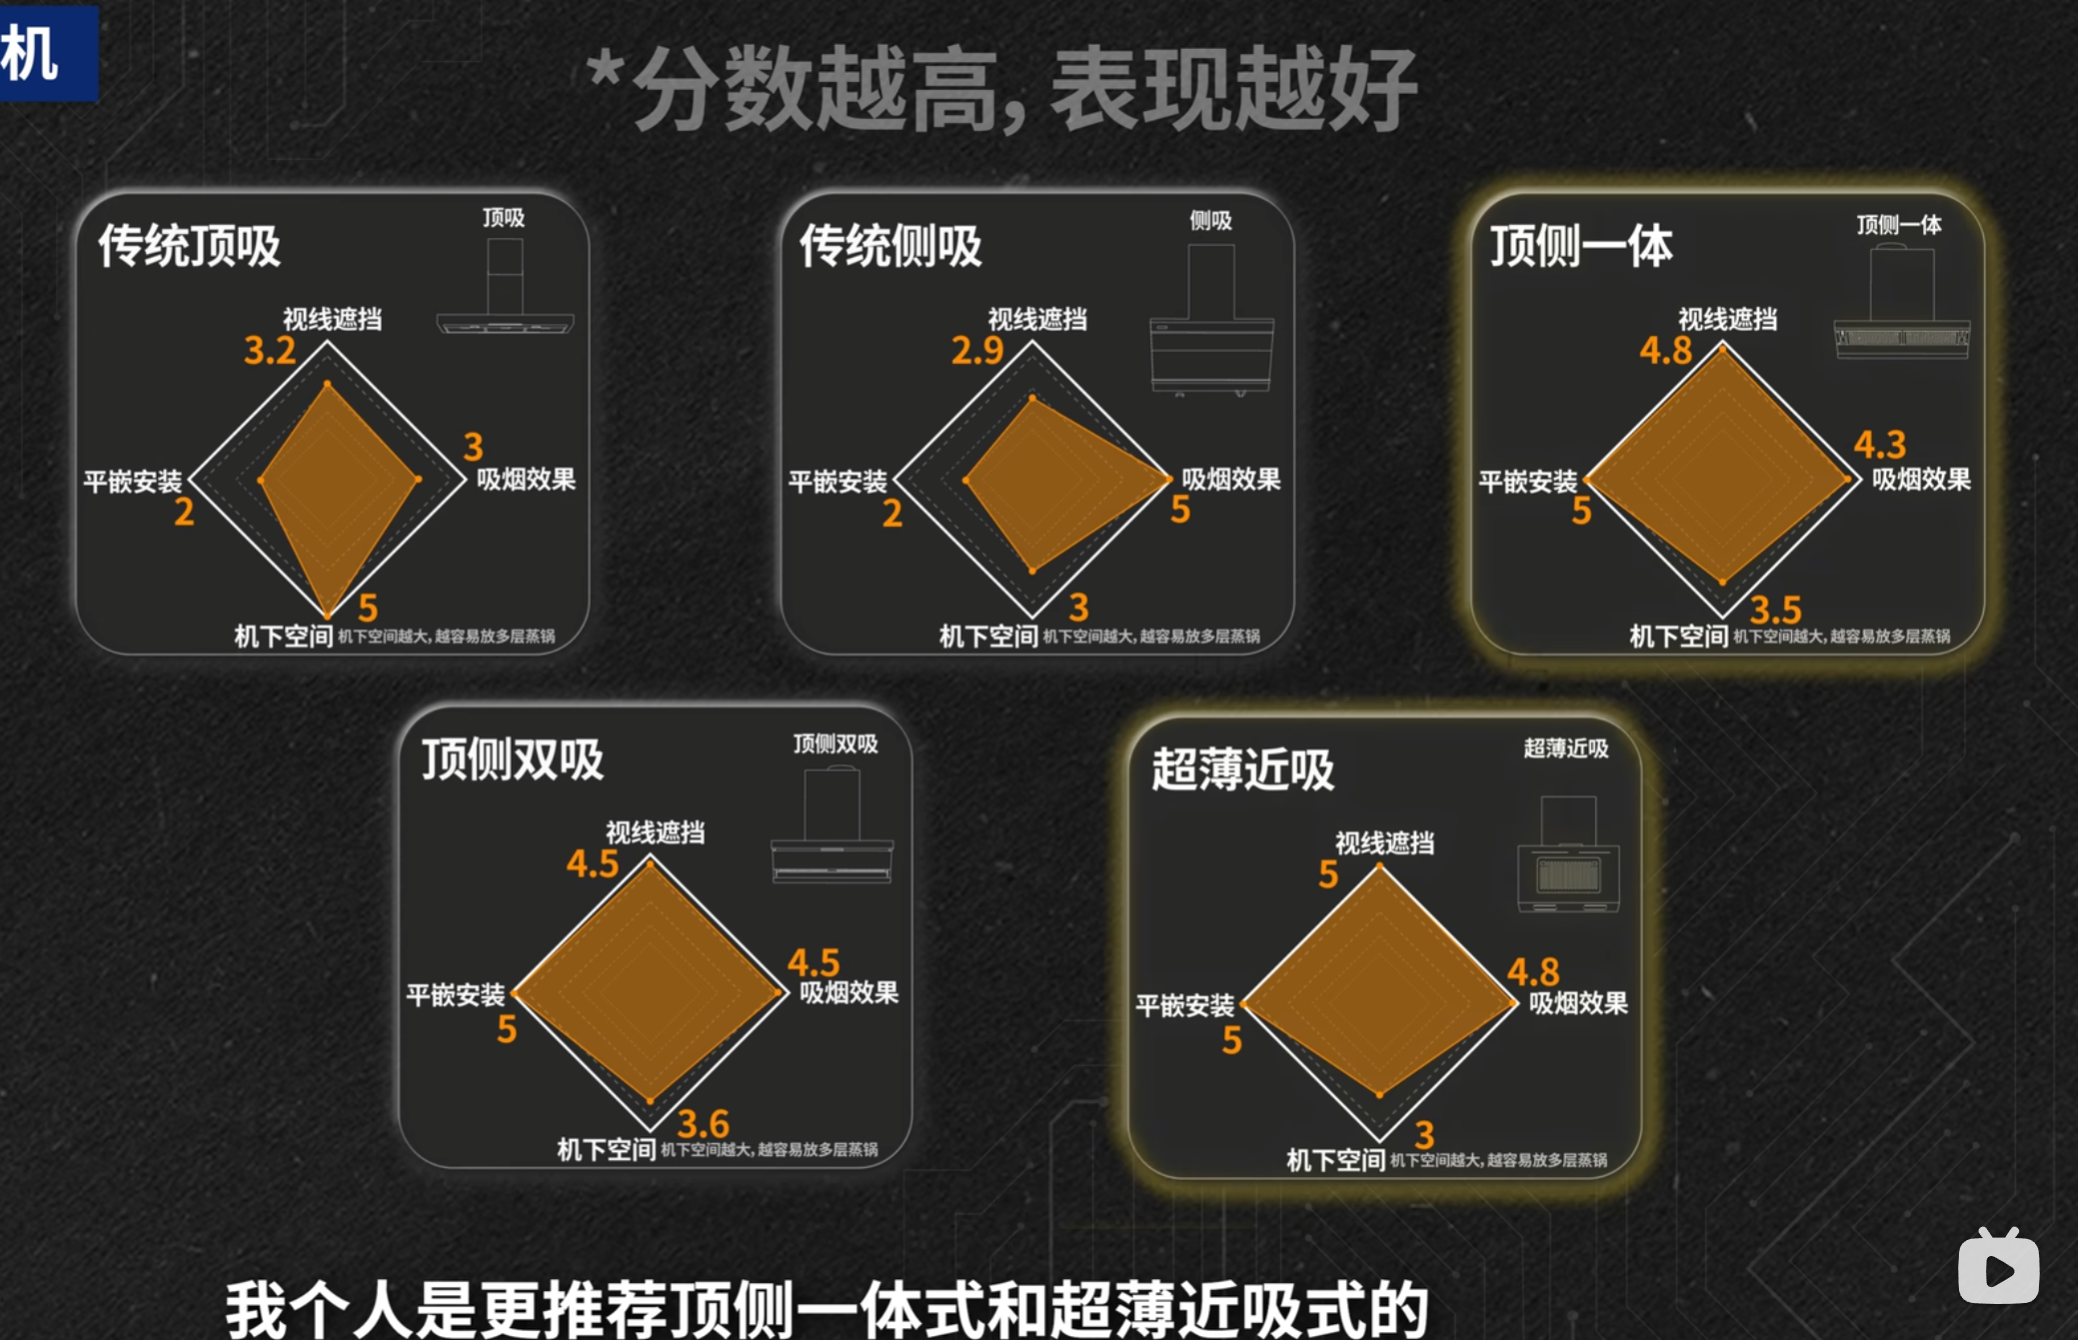 机
*分数越高，表现越好
传统顶吸
顶吸
视线遮挡
3.2
3
平嵌安装
吸烟效果
2
5
机下空间 机下空间越大，越容易放多层蒸锅
传统侧吸
侧吸
视线遮挡
2.9
平嵌安装
吸烟效果
2
5
3
机下空间 机下空间越大，越容易放多层蒸锅
顶侧一体
顶侧一体
视线遮挡
4.8
4.3
平嵌安装
吸烟效果
5
3.5
机下空间 机下空间越大，越容易放多层蒸锅
顶侧双吸
顶侧双吸
视线遮挡
4.5
4.5
平嵌安装
吸烟效果
5
3.6
机下空间 机下空间越大，越容易放多层蒸锅
超薄近吸
超薄近吸
视线遮挡
5
4.8
平嵌安装
吸烟效果
5
3
机下空间 机下空间越大，越容易放多层蒸锅
我个人是更推荐顶侧一体式和超薄近吸式的